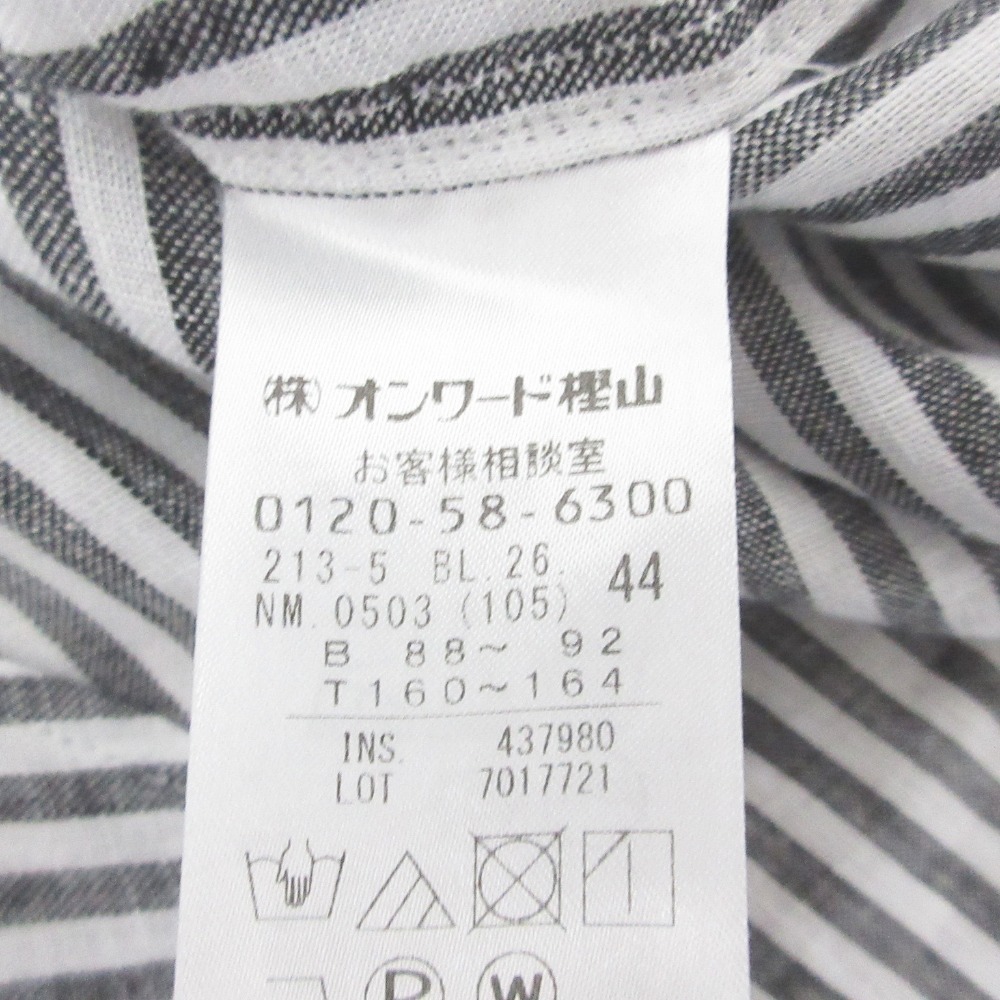 ㈱オンワード樫山
お客様相談室
0120-58-6300
213-5 BL.26. 44
NM.0503 (105)
B 88~ 92
T160~164
INS. 437980
LOT 7017721
P W